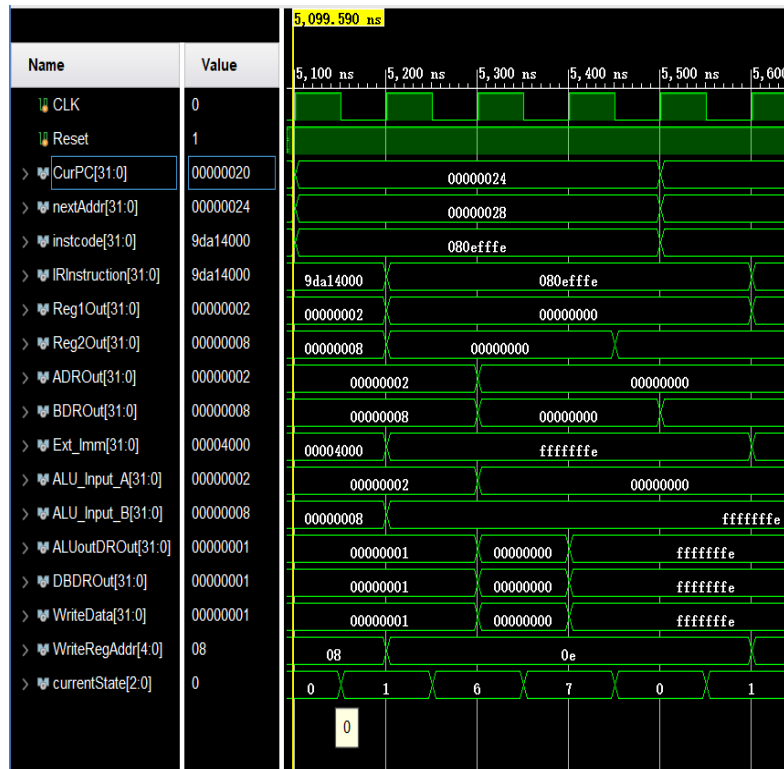 5,099.590 ns
Name Value
5,100 ns 5,200 ns 5,300 ns 5,400 ns 5,500 ns 5,600
CLK 0
Reset 1
CurPC[31:0] 00000020 00000024
nextAddr[31:0] 00000024 00000028
instcode[31:0] 9da14000 080efffe
IRInstruction[31:0] 9da14000 9da14000 080efffe
Reg1Out[31:0] 00000002 00000002 00000000
Reg2Out[31:0] 00000008 00000008 00000000
ADROut[31:0] 00000002 00000002 00000000
BDROut[31:0] 00000008 00000008 00000000
Ext_Imm[31:0] 00004000 00004000 fffffffe
ALU_Input_A[31:0] 00000002 00000002 00000000
ALU_Input_B[31:0] 00000008 00000008 fffffffe
ALUoutDROut[31:0] 00000001 00000001 00000000 fffffffe
DBDROut[31:0] 00000001 00000001 00000000 fffffffe
WriteData[31:0] 00000001 00000001 00000000 fffffffe
WriteRegAddr[4:0] 08 08 0e
currentState[2:0] 0 0 1 6 7 0 1
0